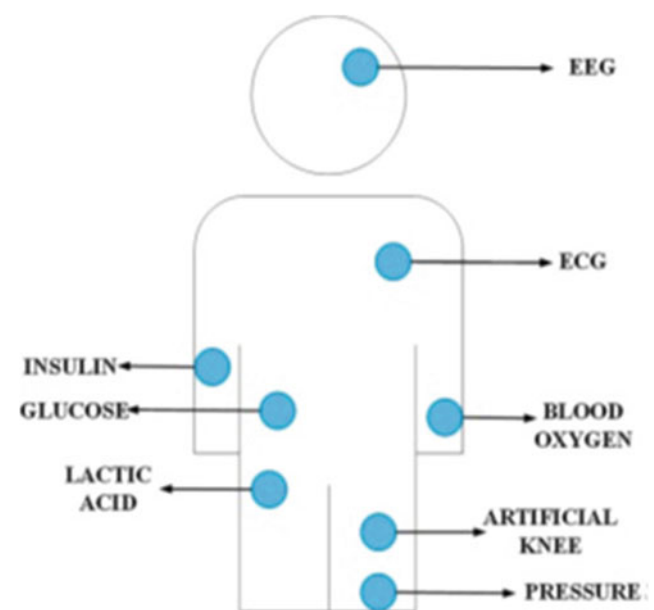 EEG
ECG
INSULIN
GLUCOSE
BLOOD
OXYGEN
LACTIC
ACID
ARTIFICIAL
KNEE
PRESSURE